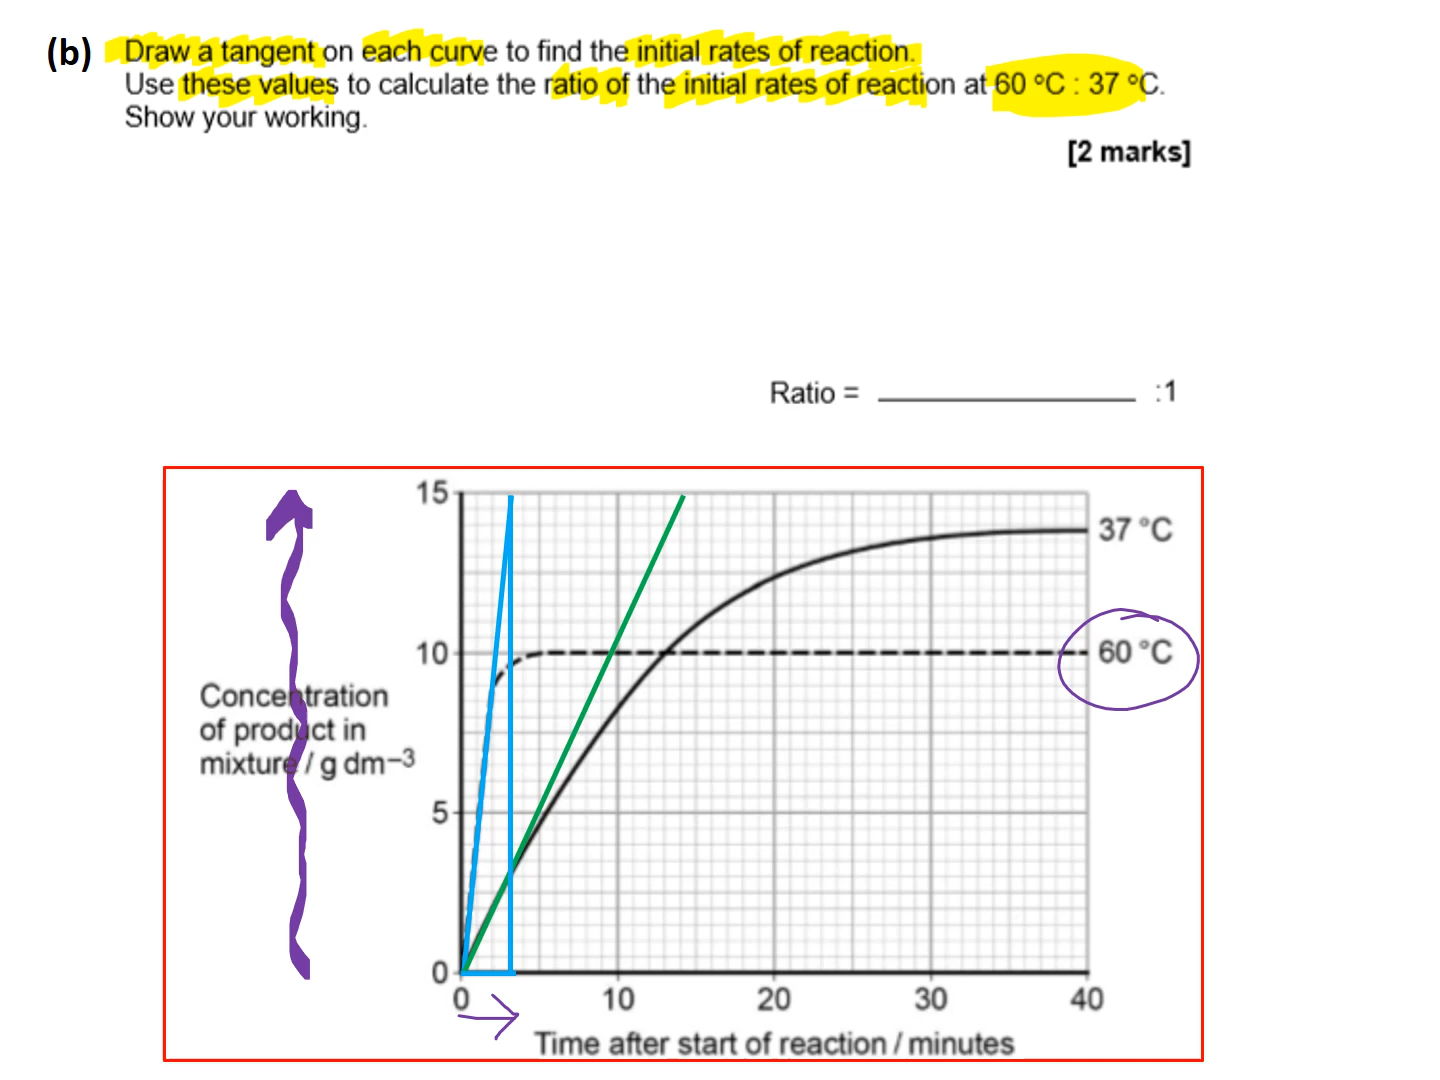 (b) Draw a tangent on each curve to find the initial rates of reaction.
Use these values to calculate the ratio of the initial rates of reaction at 60 °C : 37 °C.
Show your working.
[2 marks]
Ratio = ____________ :1
15
37 °C
10
60 °C
Concentration
of product in
mixture / g dm–3
5
0
0 10 20 30 40
Time after start of reaction / minutes